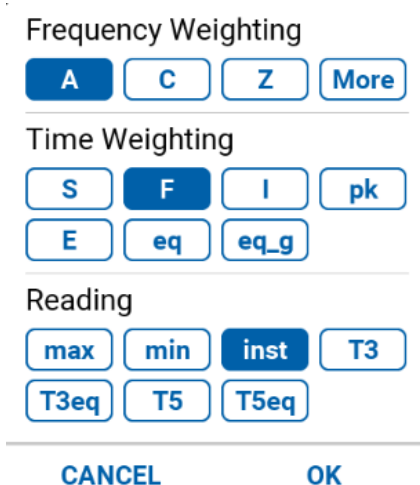 Frequency Weighting
A C Z More
Time Weighting
S F I pk
E eq eq_g
Reading
max min inst T3
T3eq T5 T5eq
CANCEL OK